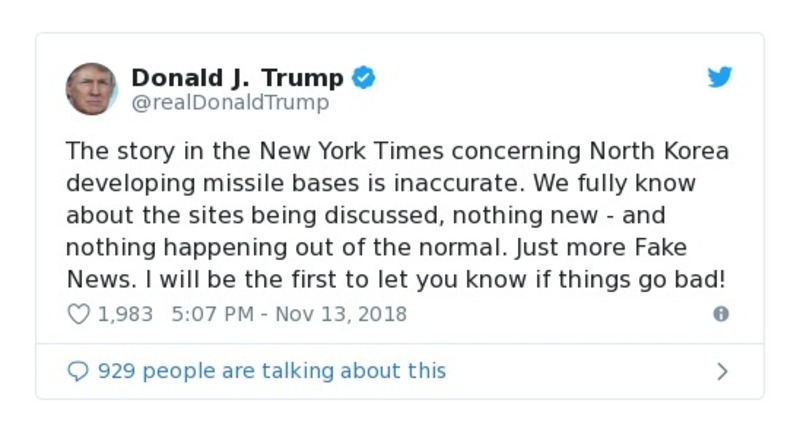 Donald J. Trump
@realDonaldTrump
The story in the New York Times concerning North Korea
developing missile bases is inaccurate. We fully know
about the sites being discussed, nothing new - and
nothing happening out of the normal. Just more Fake
News. I will be the first to let you know if things go bad!
1,983 5:07 PM - Nov 13, 2018
929 people are talking about this